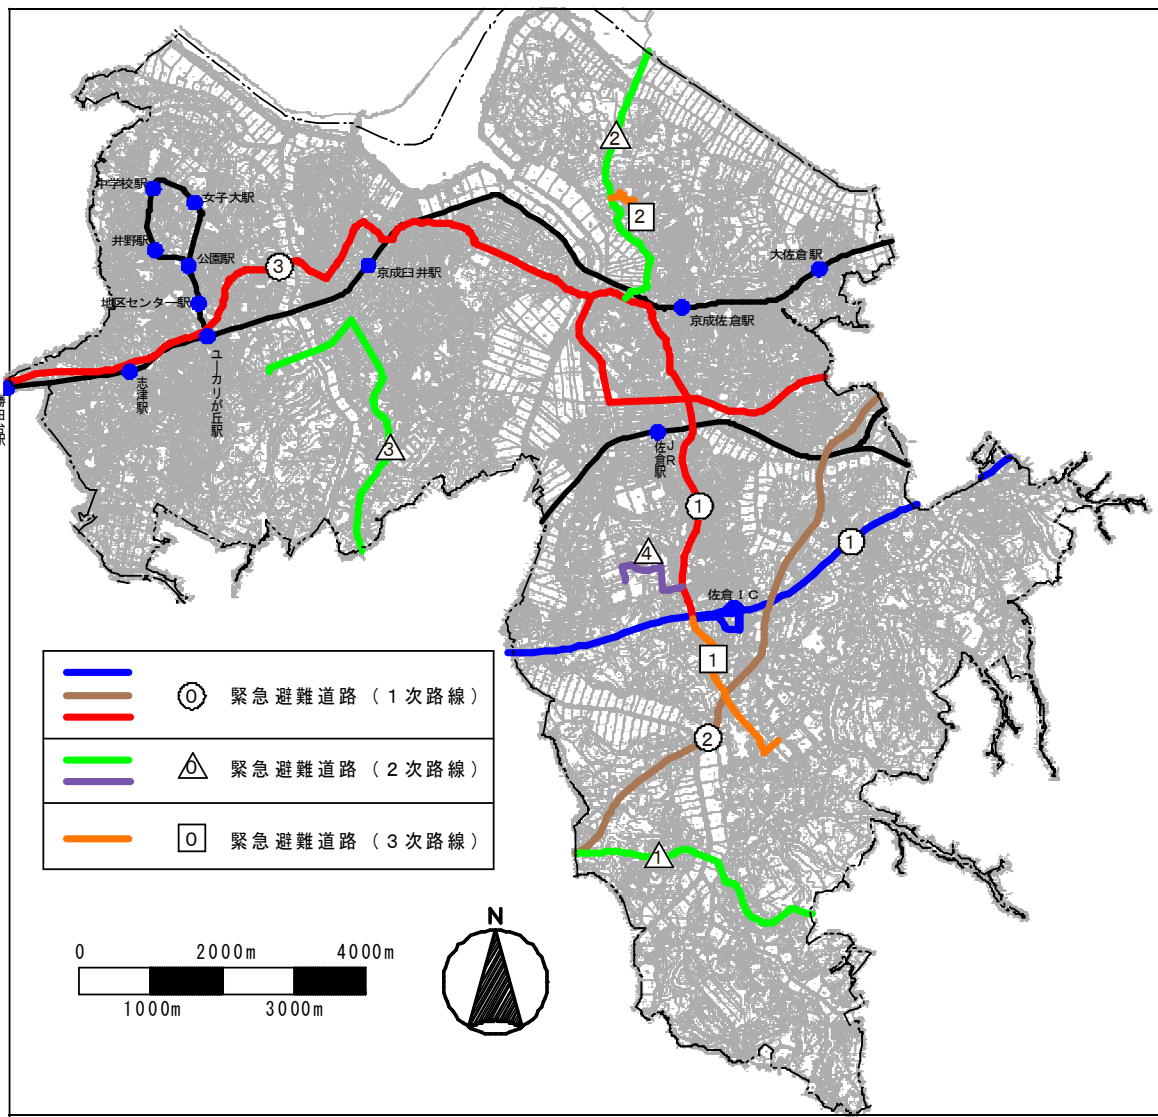 2
中学校駅
女子大駅
2
井野駅
公園駅
大佐倉駅
3
京成臼井駅
地区センター駅
京成佐倉駅
ユーカリが丘駅
志津駅
勝田台駅
3
JR佐倉駅
1
1
4
佐倉IC
1
0 緊急避難道路（1次路線）
2
0 緊急避難道路（2次路線）
0 緊急避難道路（3次路線）
1
N
0 2000m 4000m
1000m 3000m